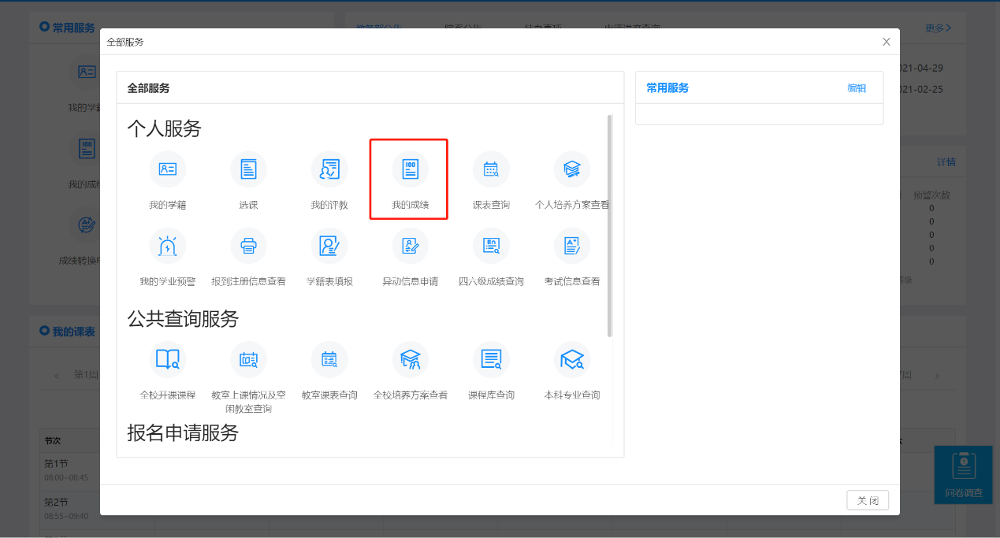 常用服务
更多
全部服务
021-04-29
021-02-25
全部服务
常用服务 编辑
个人服务
我的学籍 选课 我的评教 我的成绩 课表查询 个人培养方案查看
我的学业预警 报到注册信息查看 学籍表填报 异动信息申请 四六级成绩查询 考试信息查看
公共查询服务
全校开课课程 教室上课情况及空闲教室查询 教室课表查询 全校培养方案查看 课程库查询 本科专业查询
报名申请服务
关闭
我的学籍
我的成绩
成绩转换
详情
预警次数
0
0
0
0
0
我的课表
第1周
周
节次
第1节
08:00~08:45
第2节
08:55~09:40
问卷调查